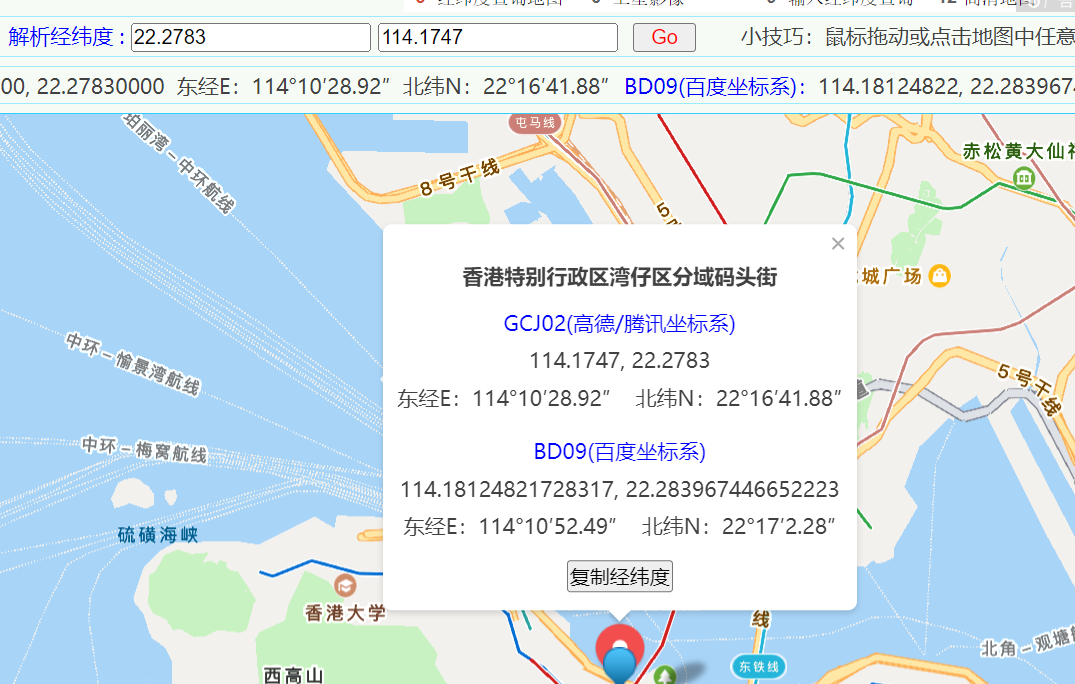 解析经纬度 : 22.2783 114.1747 Go 小技巧：鼠标拖动或点击地图中任意
00, 22.27830000 东经E：114°10′28.92″ 北纬N：22°16′41.88″ BD09(百度坐标系)：114.18124822, 22.283967
珀丽湾－中环航线
屯马线
8号干线
赤松黄大仙祠
香港特别行政区湾仔区分域码头街
城广场
GCJ02(高德/腾讯坐标系)
114.1747, 22.2783
东经E：114°10′28.92″ 北纬N：22°16′41.88″
中环－愉景湾航线
5号干线
中环－梅窝航线
BD09(百度坐标系)
114.18124821728317, 22.283967446652223
东经E：114°10′52.49″ 北纬N：22°17′2.28″
硫磺海峡
复制经纬度
香港大学
线
北角－观塘
西高山
东铁线